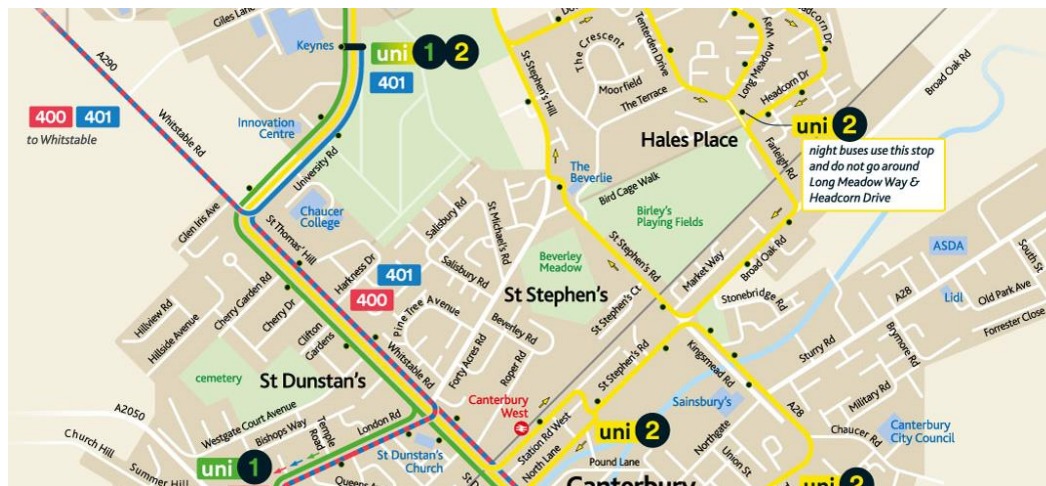 Giles Lane
Keynes
uni 1 2
401
A290
400 401
to Whitstable
Whitstable Rd
Innovation
Centre
University Rd
Chaucer
College
Glen Iris Ave
St Thomas' Hill
Salisbury Rd
St Michael's Rd
Harkness Dr
Salisbury Rd
401
400
Pine Tree Avenue
Hillview Rd
Hillside Avenue
Cherry Garden Rd
Cherry Dr
Clifton
Gardens
Whitstable Rd
Forty Acres Rd
Beverley Rd
Roper Rd
cemetery
St Dunstan's
A2050
Church Hill
Summer Hill
Westgate Court Avenue
Bishops Way
Temple
Road
London Rd
uni 1
St Dunstan's
Church
Canterbury
West
Station Rd West
North Lane
St Stephen's Hill
The Crescent
Moorfield
The Terrace
Tenterden Drive
Long Meadow
Way
Headcorn Dr
Headcorn Dr
Broad Oak Rd
Hales Place
uni 2
night buses use this stop
and do not go around
Long Meadow Way &
Headcorn Drive
Farleigh Rd
The
Beverlie
Bird Cage Walk
Birley's
Playing Fields
Beverley
Meadow
St Stephen's Rd
St Stephen's
St Stephen's Ct
Market Way
Broad Oak Rd
Stonebridge Rd
St Stephen's Rd
Kingsmead Rd
Sainsbury's
uni 2
Pound Lane
Canterbury
Northgate
Union St
A28
uni 2
ASDA
A28
Lidl
South St
Old Park Ave
Forrester Close
Sturry Rd
Brymore Rd
Military Rd
Chaucer Rd
Canterbury
City Council